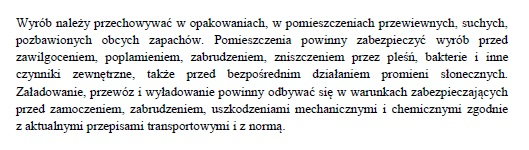 Wyrób należy przechowywać w opakowaniach, w pomieszczeniach przewiewnych, suchych,
pozbawionych obcych zapachów. Pomieszczenia powinny zabezpieczyć wyrób przed
zawilgoceniem, poplamieniem, zabrudzeniem, zniszczeniem przez pleśń, bakterie i inne
czynniki zewnętrzne, także przed bezpośrednim działaniem promieni słonecznych.
Załadowanie, przewóz i wyładowanie powinny odbywać się w warunkach zabezpieczających
przed zamoczeniem, zabrudzeniem, uszkodzeniami mechanicznymi i chemicznymi zgodnie
z aktualnymi przepisami transportowymi i z normą.